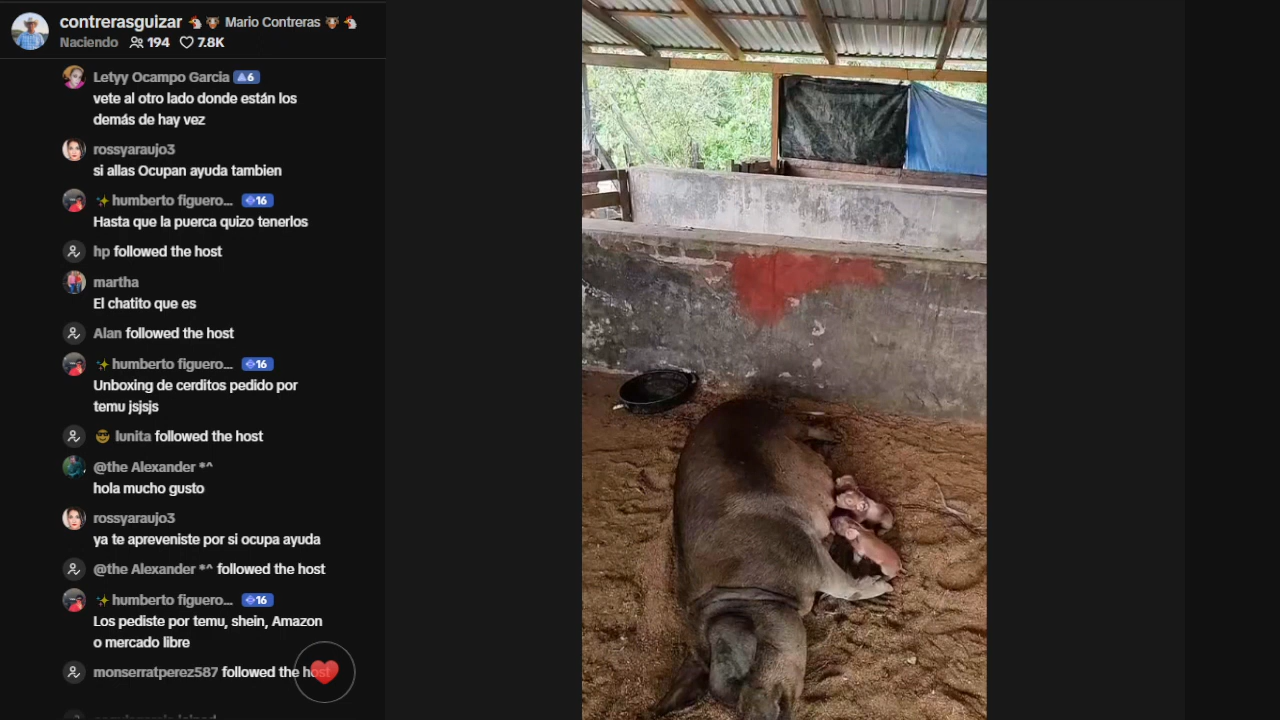 contrerasguizar 🐔🐮 Mario Contreras 🐮🐔
Naciendo 194 7.8K
Letyy Ocampo Garcia 6
vete al otro lado donde están los
demás de hay vez
rossyaraujo3
si allas Ocupan ayuda tambien
✨humberto figuero... 16
Hasta que la puerca quizo tenerlos
hp followed the host
martha
El chatito que es
Alan followed the host
✨humberto figuero... 16
Unboxing de cerditos pedido por
temu jsjsjs
😎 lunita followed the host
@the Alexander *^
hola mucho gusto
rossyaraujo3
ya te apreveniste por si ocupa ayuda
@the Alexander *^ followed the host
✨humberto figuero... 16
Los pediste por temu, shein, Amazon
o mercado libre
monserratperez587 followed the host